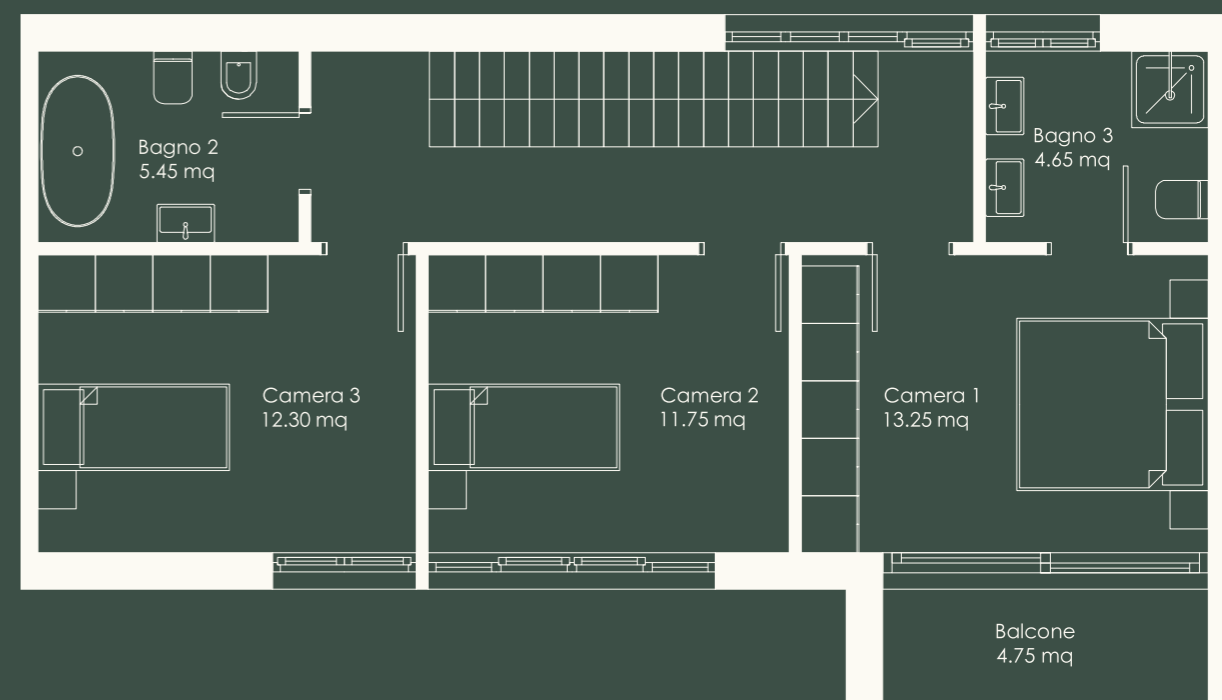 Bagno 2
5.45 mq
Bagno 3
4.65 mq
Camera 3
12.30 mq
Camera 2
11.75 mq
Camera 1
13.25 mq
Balcone
4.75 mq